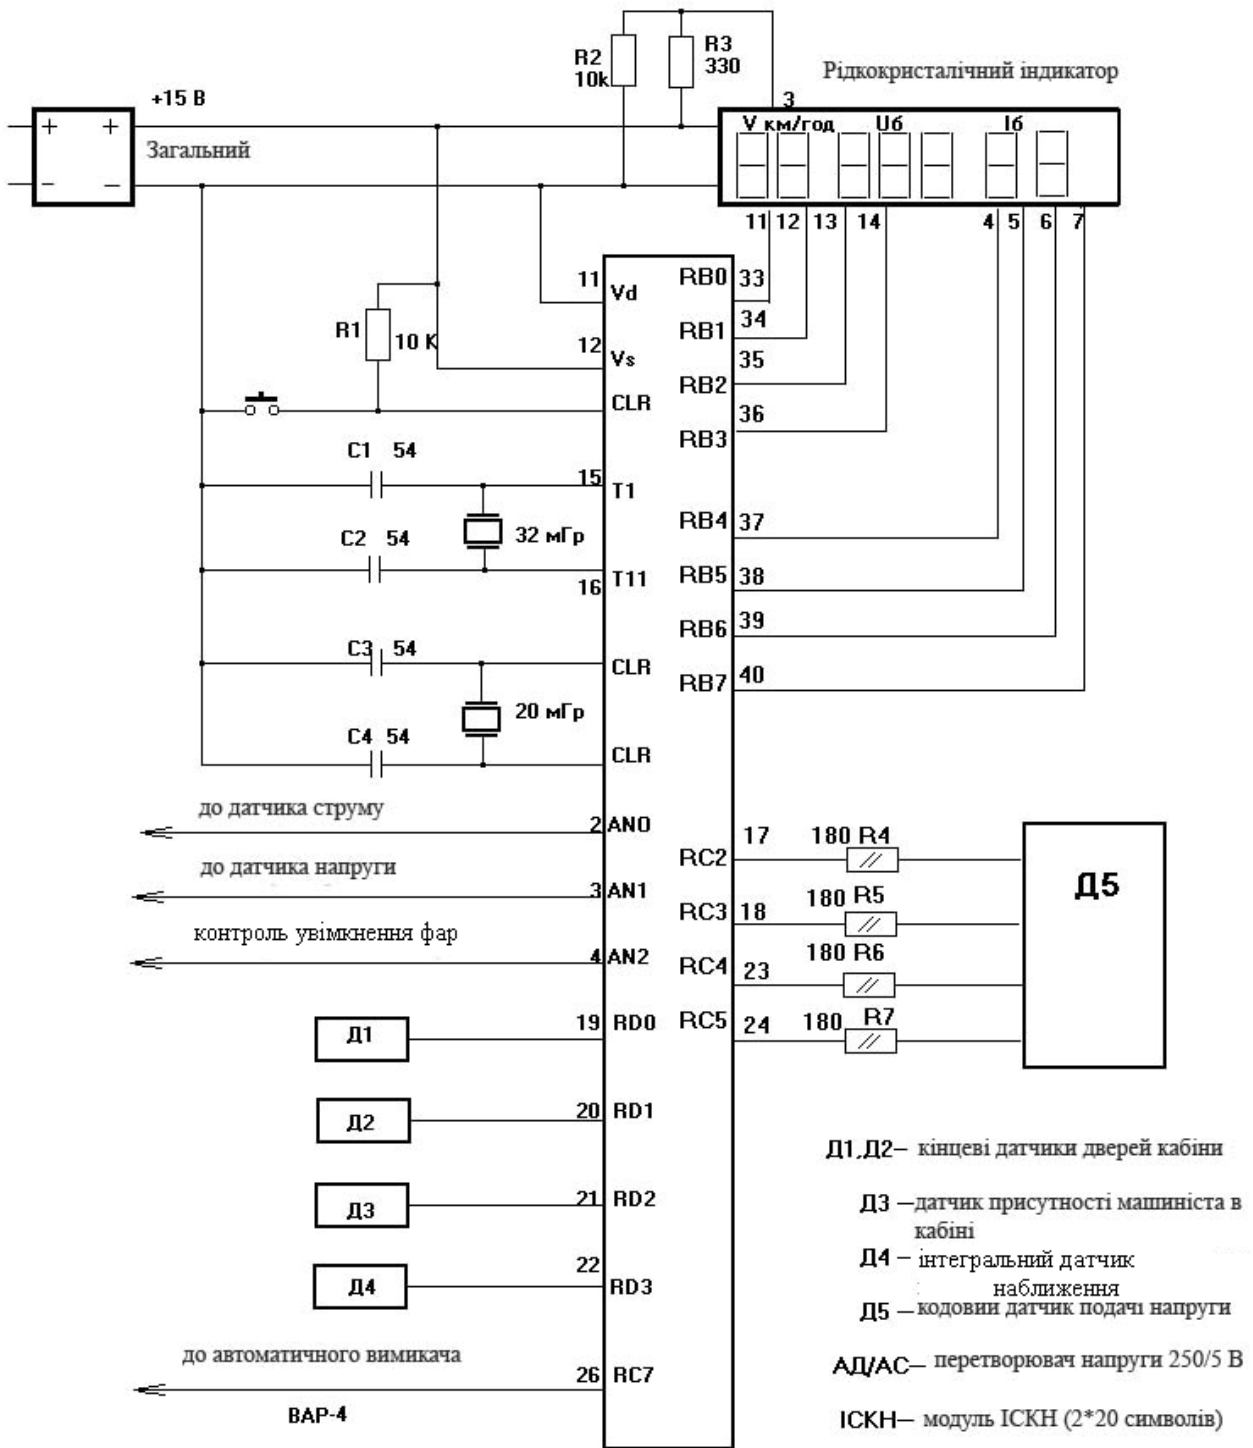 R2
10k
R3
330
Рідкокристалічний індикатор
+15 В
3
+ +
V км/год Uб Iб
Загальний
– –
11 12 13 14 4 5 6 7
11
Vd
RB0 33
R1
10 К
34
RB1
12
Vs
35
RB2
CLR
36
RB3
C1 54
15
T1
RB4 37
32 мГр
C2 54
T11
16
RB5 38
RB6 39
C3 54
CLR
RB7 40
20 мГр
C4 54
CLR
до датчика струму
2 AN0
17
180 R4
RC2
до датчика напруги
3 AN1
Д5
180 R5
RC3 18
контроль увімкнення фар
4 AN2
180 R6
RC4 23
Д1
19 RD0
RC5 24
180 R7
Д2
20 RD1
Д1,Д2– кінцеві датчики дверей кабіни
Д3
21 RD2
Д3 –датчик присутності машиніста в
кабіні
22
Д4
RD3
Д4 – інтегральний датчик
наближення
Д5 –кодовий датчик подачі напруги
до автоматичного вимикача
26 RC7
АД/АС– перетворювач напруги 250/5 В
ВАР-4
ІСКН– модуль ІСКН (2*20 символів)